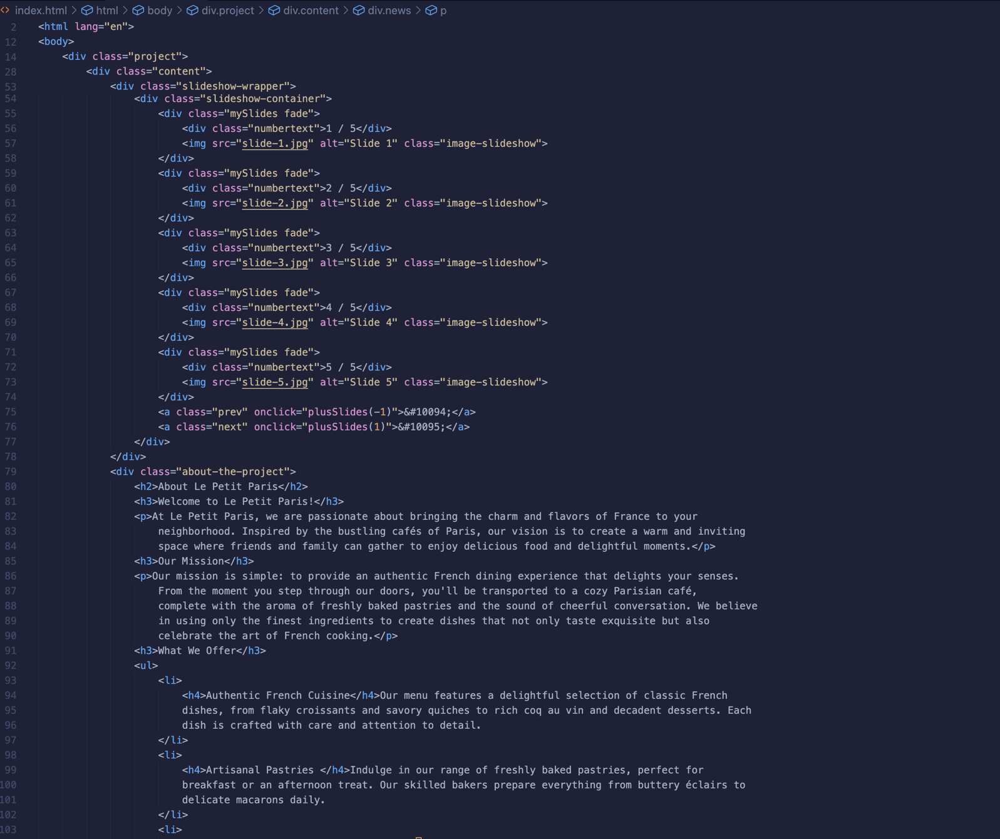 index.html > html > body > div.project > div.content > div.news > p
2 <html lang="en">
12 <body>
14 <div class="project">
28 <div class="content">
53 <div class="slideshow-wrapper">
54 <div class="slideshow-container">
55 <div class="mySlides fade">
56 <div class="numbertext">1 / 5</div>
57 <img src="slide-1.jpg" alt="Slide 1" class="image-slideshow">
58 </div>
59 <div class="mySlides fade">
60 <div class="numbertext">2 / 5</div>
61 <img src="slide-2.jpg" alt="Slide 2" class="image-slideshow">
62 </div>
63 <div class="mySlides fade">
64 <div class="numbertext">3 / 5</div>
65 <img src="slide-3.jpg" alt="Slide 3" class="image-slideshow">
66 </div>
67 <div class="mySlides fade">
68 <div class="numbertext">4 / 5</div>
69 <img src="slide-4.jpg" alt="Slide 4" class="image-slideshow">
70 </div>
71 <div class="mySlides fade">
72 <div class="numbertext">5 / 5</div>
73 <img src="slide-5.jpg" alt="Slide 5" class="image-slideshow">
74 </div>
75 <a class="prev" onclick="plusSlides(-1)">&#10094;</a>
76 <a class="next" onclick="plusSlides(1)">&#10095;</a>
77 </div>
78 </div>
79 <div class="about-the-project">
80 <h2>About Le Petit Paris</h2>
81 <h3>Welcome to Le Petit Paris!</h3>
82 <p>At Le Petit Paris, we are passionate about bringing the charm and flavors of France to your
83 neighborhood. Inspired by the bustling cafés of Paris, our vision is to create a warm and inviting
84 space where friends and family can gather to enjoy delicious food and delightful moments.</p>
85 <h3>Our Mission</h3>
86 <p>Our mission is simple: to provide an authentic French dining experience that delights your senses.
87 From the moment you step through our doors, you'll be transported to a cozy Parisian café,
88 complete with the aroma of freshly baked pastries and the sound of cheerful conversation. We believe
89 in using only the finest ingredients to create dishes that not only taste exquisite but also
90 celebrate the art of French cooking.</p>
91 <h3>What We Offer</h3>
92 <ul>
93 <li>
94 <h4>Authentic French Cuisine</h4>Our menu features a delightful selection of classic French
95 dishes, from flaky croissants and savory quiches to rich coq au vin and decadent desserts. Each
96 dish is crafted with care and attention to detail.
97 </li>
98 <li>
99 <h4>Artisanal Pastries </h4>Indulge in our range of freshly baked pastries, perfect for
100 breakfast or an afternoon treat. Our skilled bakers prepare everything from buttery éclairs to
101 delicate macarons daily.
102 </li>
103 <li>